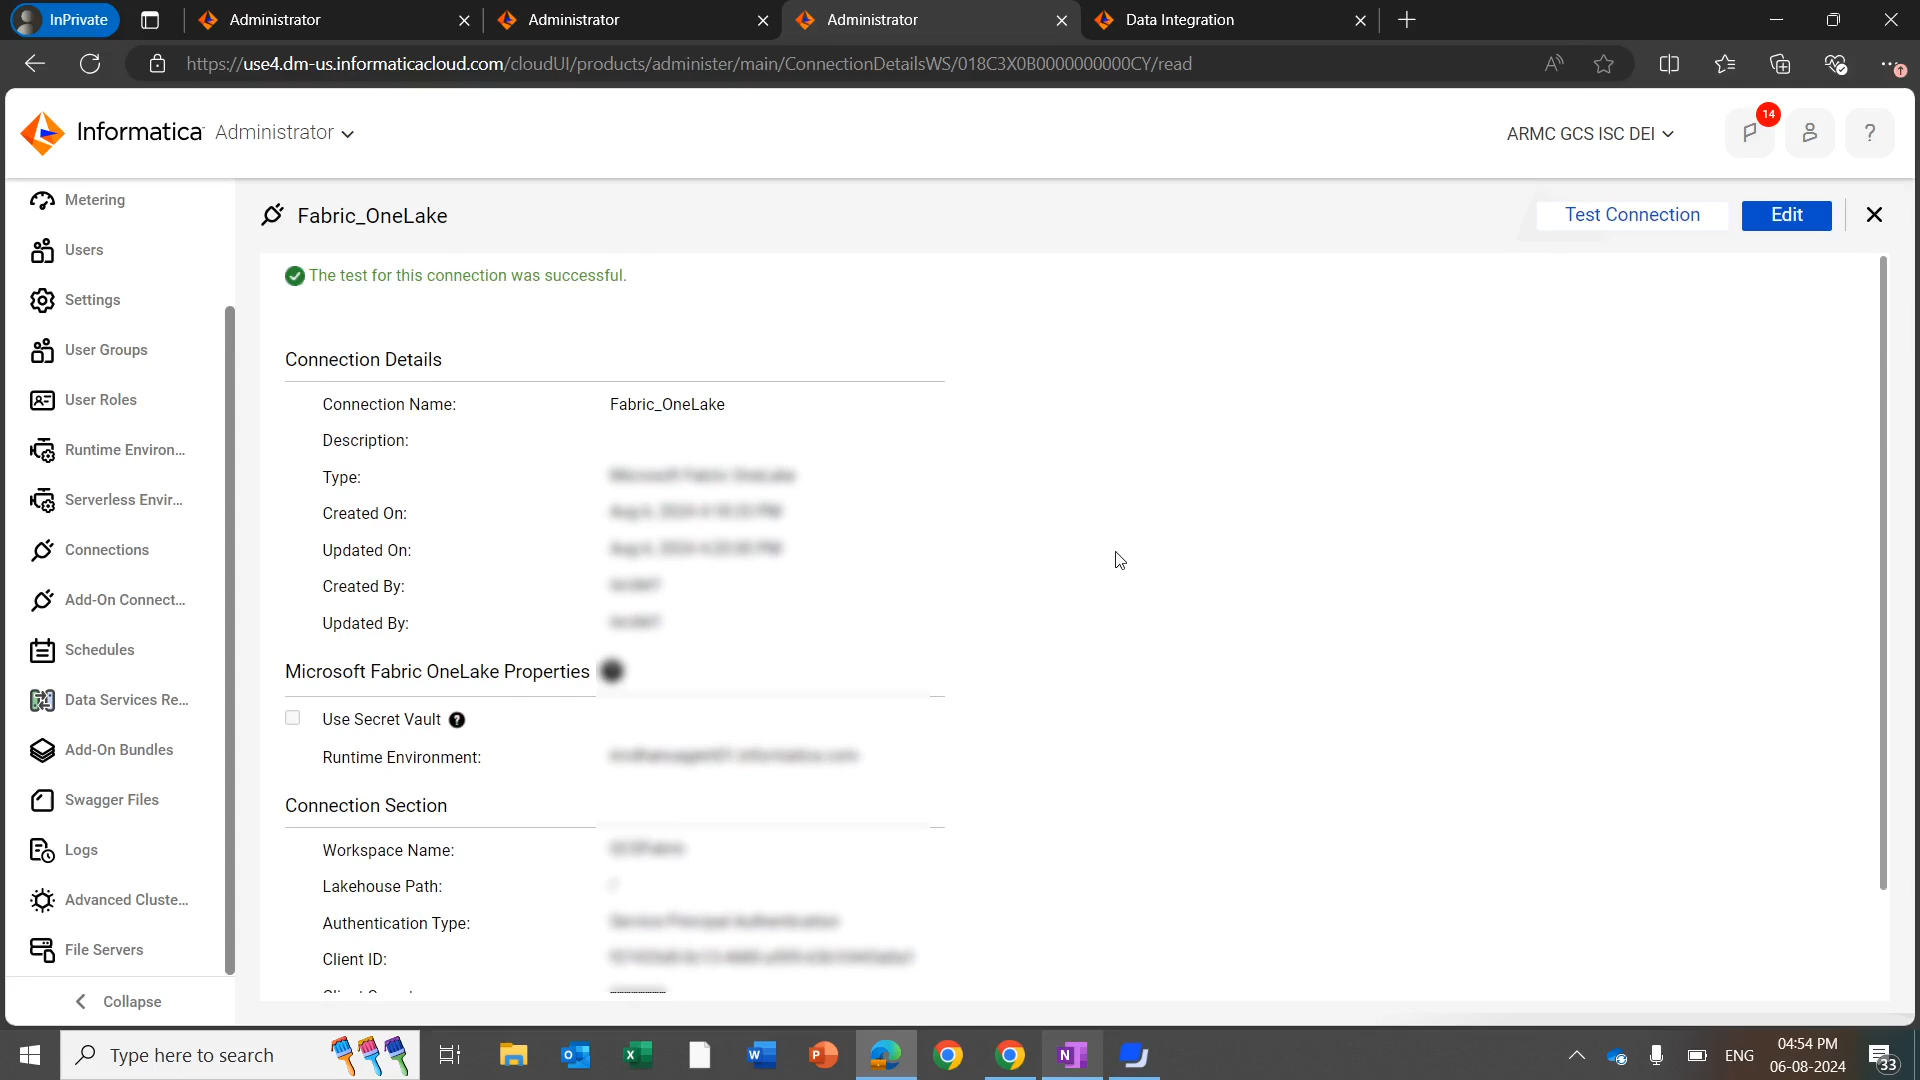 InPrivate
Administrator
Administrator
Administrator
Data Integration
https://use4.dm-us.informaticacloud.com/cloudUI/products/administer/main/ConnectionDetailsWS/018C3X0B0000000000CY/read
Informatica Administrator
ARMC GCS ISC DEI
14
?
Metering
Users
Settings
User Groups
User Roles
Runtime Environ...
Serverless Envir...
Connections
Add-On Connect...
Schedules
Data Services Re...
Add-On Bundles
Swagger Files
Logs
Advanced Cluste...
File Servers
Collapse
Fabric_OneLake
Test Connection
Edit
The test for this connection was successful.
Connection Details
Connection Name: Fabric_OneLake
Description:
Type:
Created On:
Updated On:
Created By:
Updated By:
Microsoft Fabric OneLake Properties
Use Secret Vault ?
Runtime Environment:
Connection Section
Workspace Name:
Lakehouse Path:
Authentication Type:
Client ID:
Type here to search
ENG
04:54 PM
06-08-2024
33